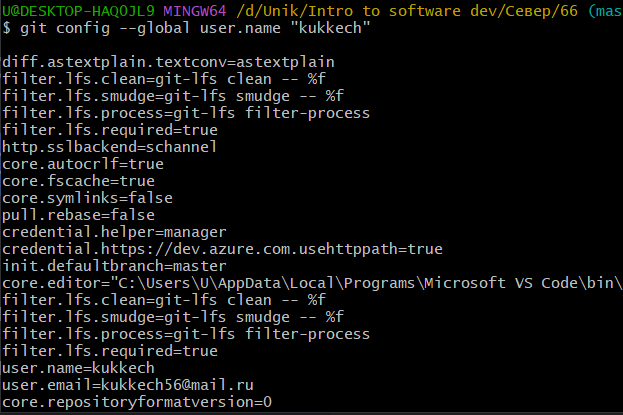 U@DESKTOP-HAQOJL9 MINGW64 /d/Unik/Intro to software dev/Север/66 (mas
$ git config --global user.name "kukkech"
diff.astextplain.textconv=astextplain
filter.lfs.clean=git-lfs clean -- %f
filter.lfs.smudge=git-lfs smudge -- %f
filter.lfs.process=git-lfs filter-process
filter.lfs.required=true
http.sslbackend=schannel
core.autocrlf=true
core.fscache=true
core.symlinks=false
pull.rebase=false
credential.helper=manager
credential.https://dev.azure.com.usehttppath=true
init.defaultbranch=master
core.editor="C:\Users\U\AppData\Local\Programs\Microsoft VS Code\bin\
filter.lfs.clean=git-lfs clean -- %f
filter.lfs.smudge=git-lfs smudge -- %f
filter.lfs.process=git-lfs filter-process
filter.lfs.required=true
user.name=kukkech
user.email=kukkech56@mail.ru
core.repositoryformatversion=0